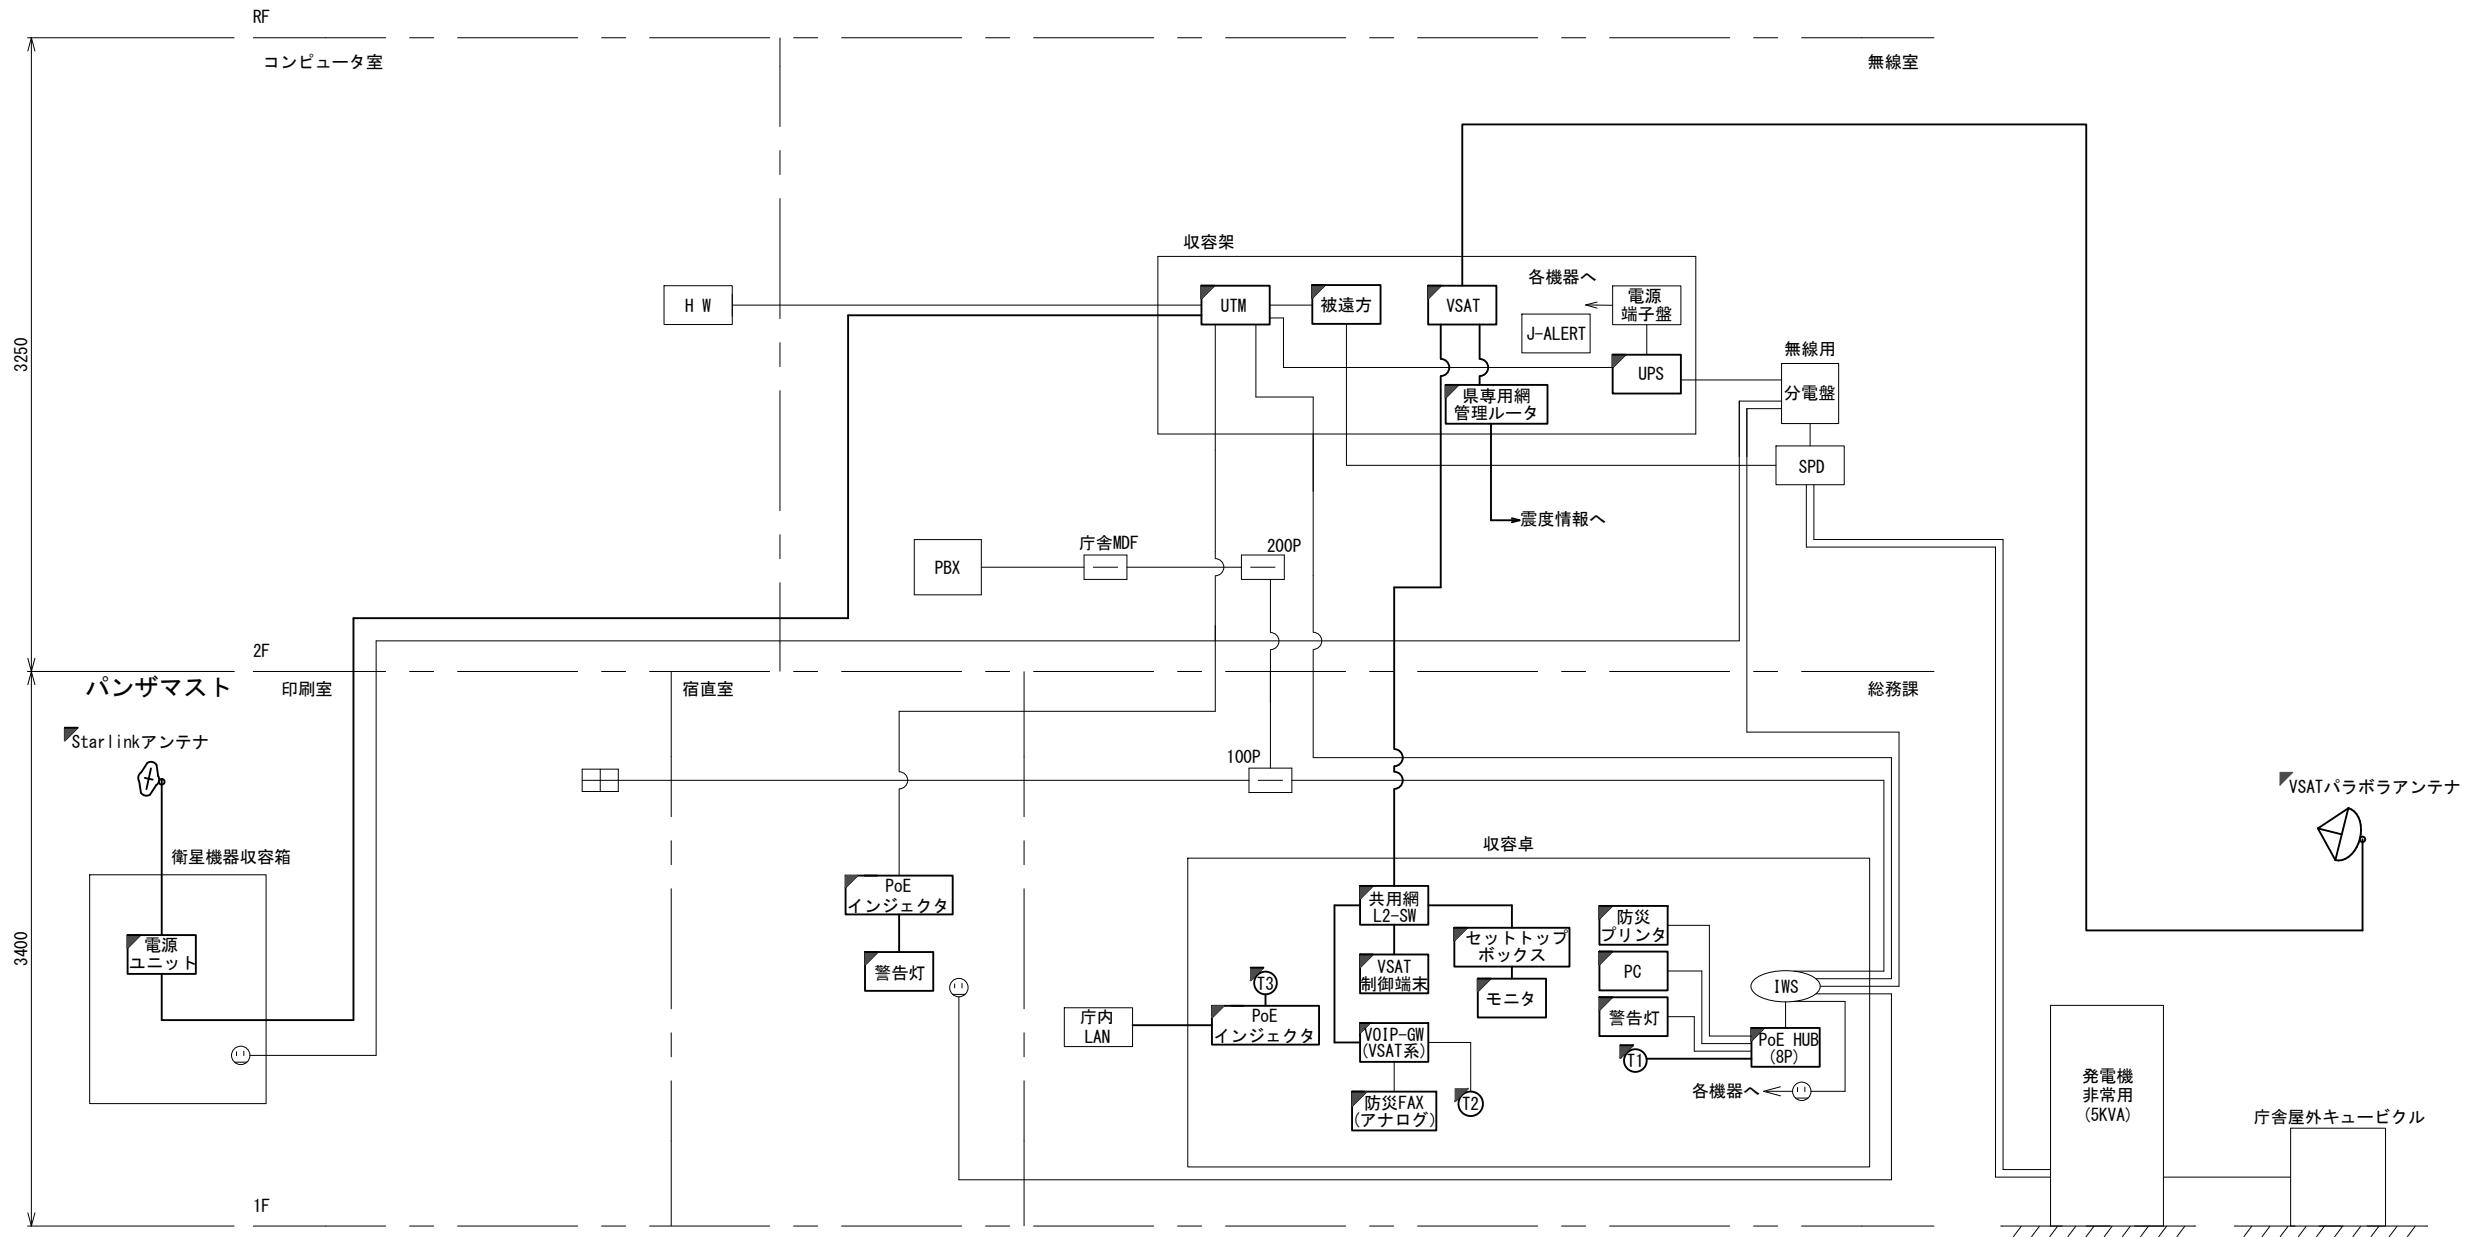 RF
コンピュータ室
無線室
3250
収容架
H W
UTM
被遠方
VSAT
各機器へ
電源
端子盤
J-ALERT
UPS
県専用網
管理ルータ
無線用
分電盤
SPD
震度情報へ
PBX
庁舎MDF
200P
2F
パンザマスト
印刷室
宿直室
総務課
Starlinkアンテナ
100P
VSATパラボラアンテナ
3400
衛星機器収容箱
電源
ユニット
PoE
インジェクタ
警告灯
収容卓
共用網
L2-SW
セットトップ
ボックス
VSAT
制御端末
モニタ
防災
プリンタ
PC
警告灯
IWS
T3
庁内
LAN
PoE
インジェクタ
VOIP-GW
(VSAT系)
PoE HUB
(8P)
T1
T2
各機器へ
防災FAX
(アナログ)
発電機
非常用
(5KVA)
庁舎屋外キュービクル
1F